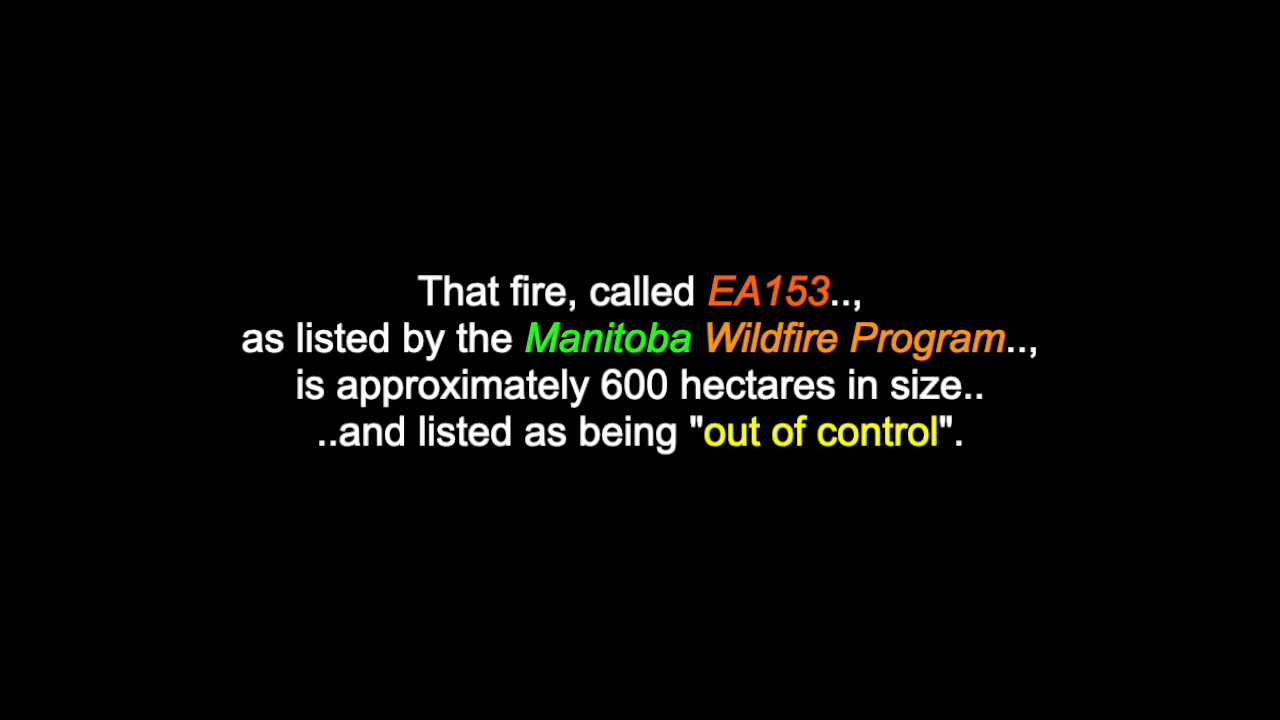 That fire, called EA153..,
as listed by the Manitoba Wildfire Program..,
is approximately 600 hectares in size..
..and listed as being "out of control".